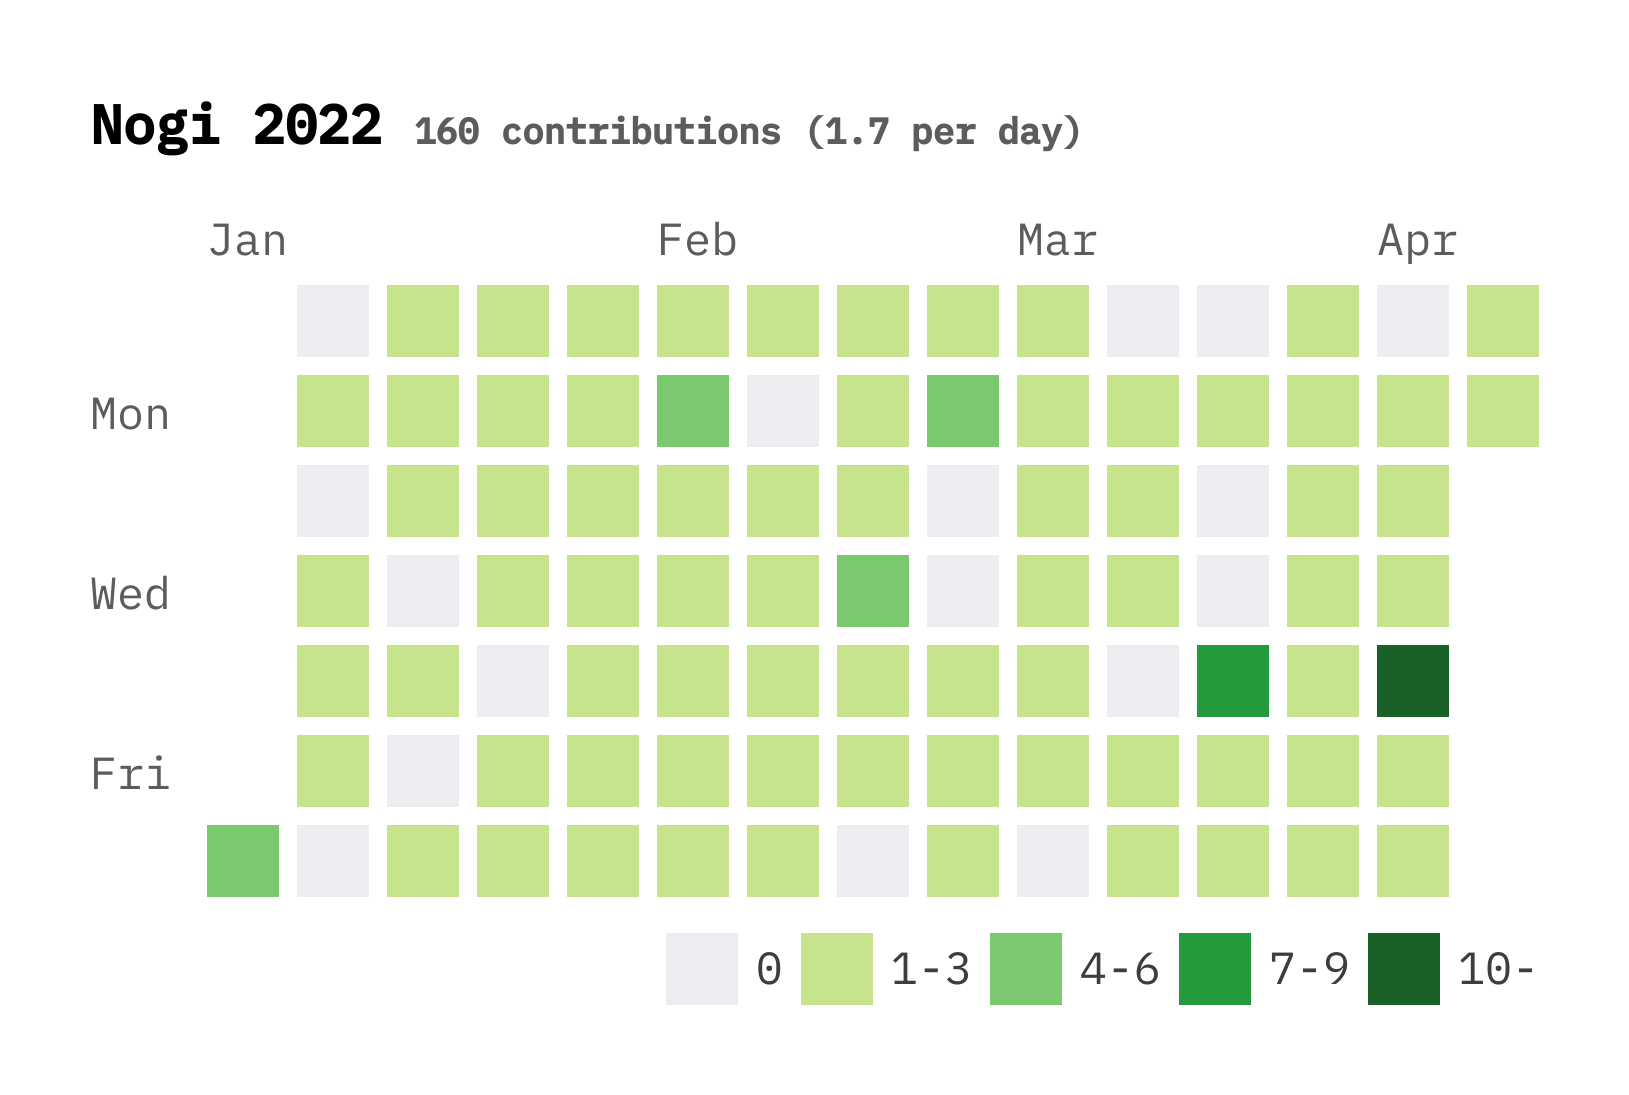 Nogi 2022 160 contributions (1.7 per day)
Jan Feb Mar Apr
Mon
Wed
Fri
0 1-3 4-6 7-9 10-